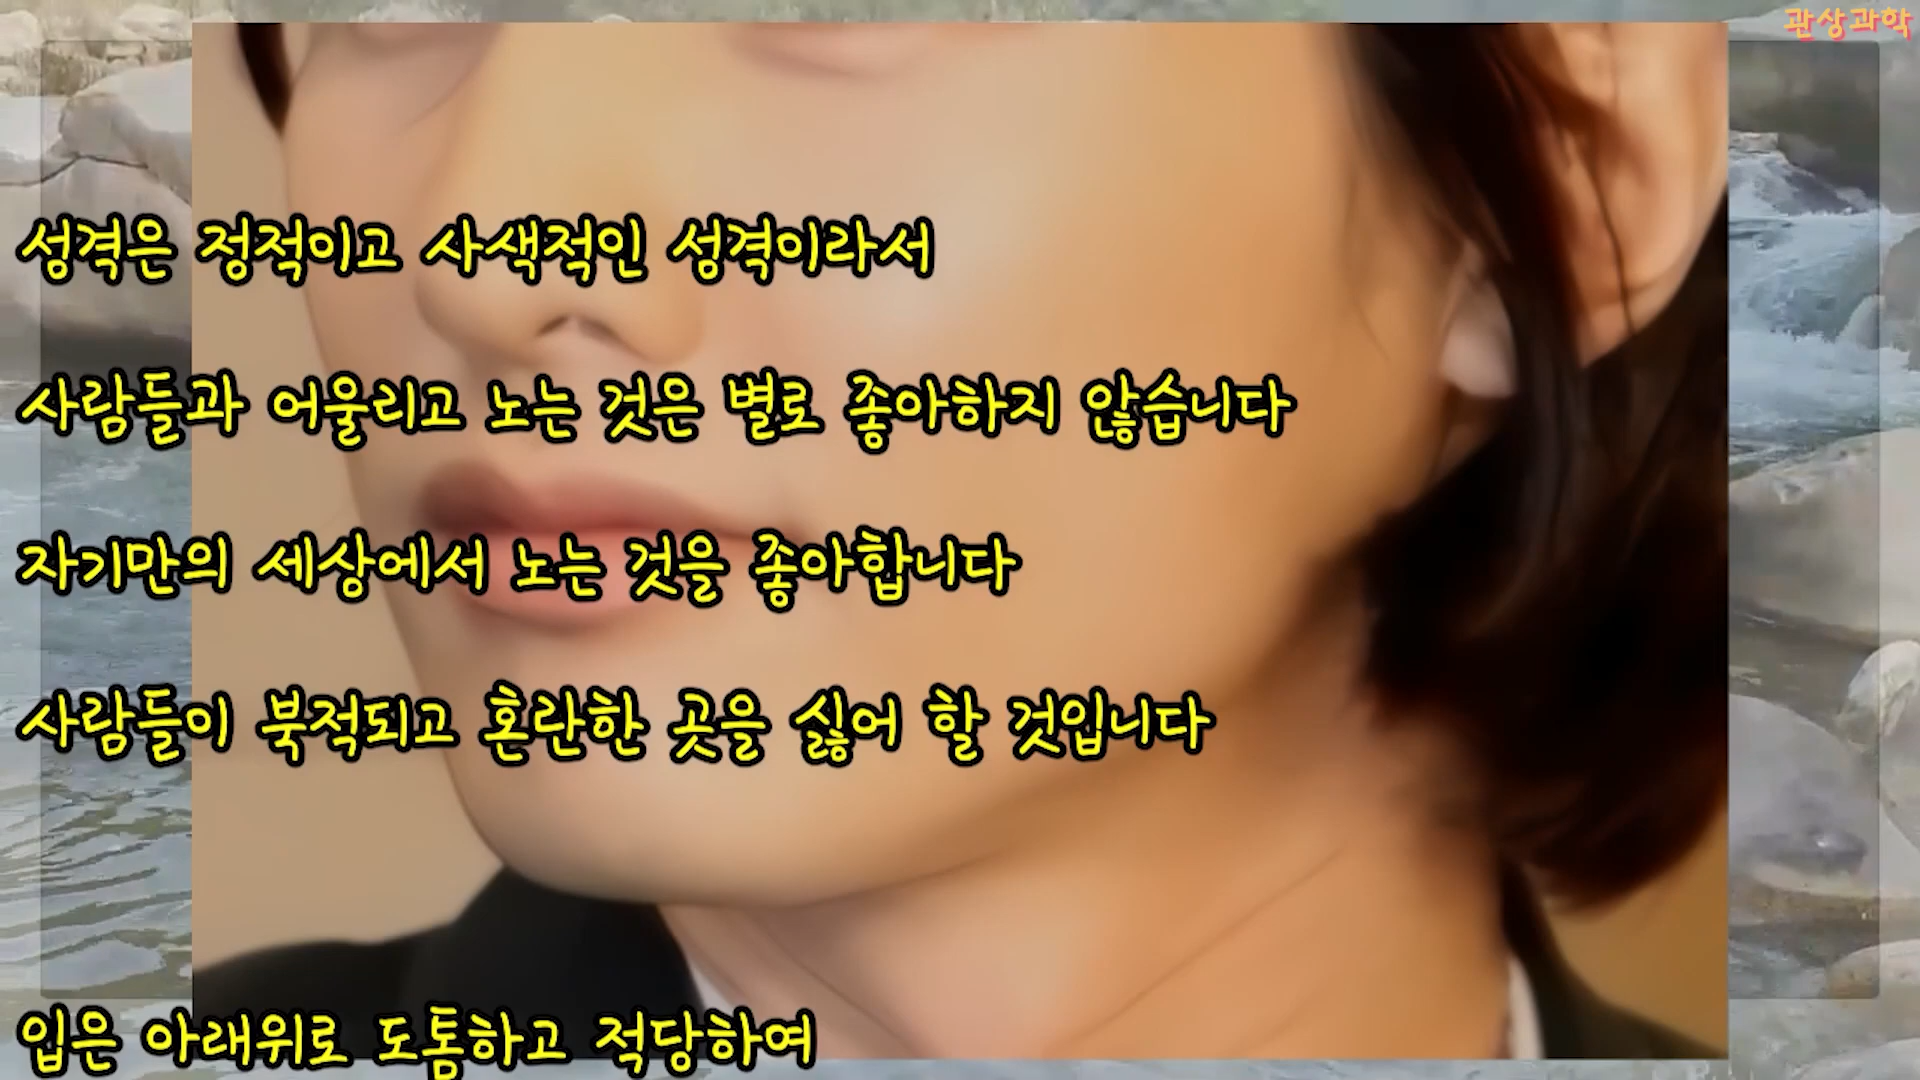 관상과학
성격은 정적이고 사색적인 성격이라서
사람들과 어울리고 노는 것은 별로 좋아하지 않습니다
자기만의 세상에서 노는 것을 좋아합니다
사람들이 북적되고 혼란한 곳을 싫어 할 것입니다
입은 아래위로 도톰하고 적당하여